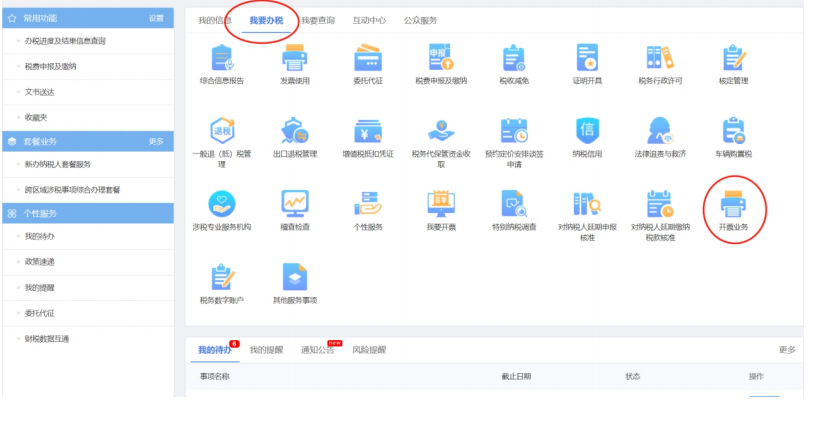 常用功能 设置
办税进度及结果信息查询
税费申报及缴纳
文书送达
收藏夹
套餐业务 更多
新办纳税人套餐服务
跨区域涉税事项综合办理套餐
个性服务
我的待办
政策速递
我的提醒
委托代征
财税数据互通
我的信息 我要办税 我要查询 互动中心 公众服务
申报
综合信息报告 发票使用 委托代征 税费申报及缴纳 税收减免 证明开具 税务行政许可 核定管理
退税 ¥ 信
一般退（抵）税管 出口退税管理 增值税抵扣凭证 税务代保管资金收 预约定价安排谈签 纳税信用 法律追责与救济 车辆购置税
理 取 申请
涉税专业服务机构 稽查检查 个性服务 我要开票 特别纳税调查 对纳税人延期申报 对纳税人延期缴纳 开票业务
核准 税款核准
税务数字账户 其他服务事项
我的待办 6 我的提醒 通知公告 new 风险提醒 更多
事项名称 截止日期 状态 操作